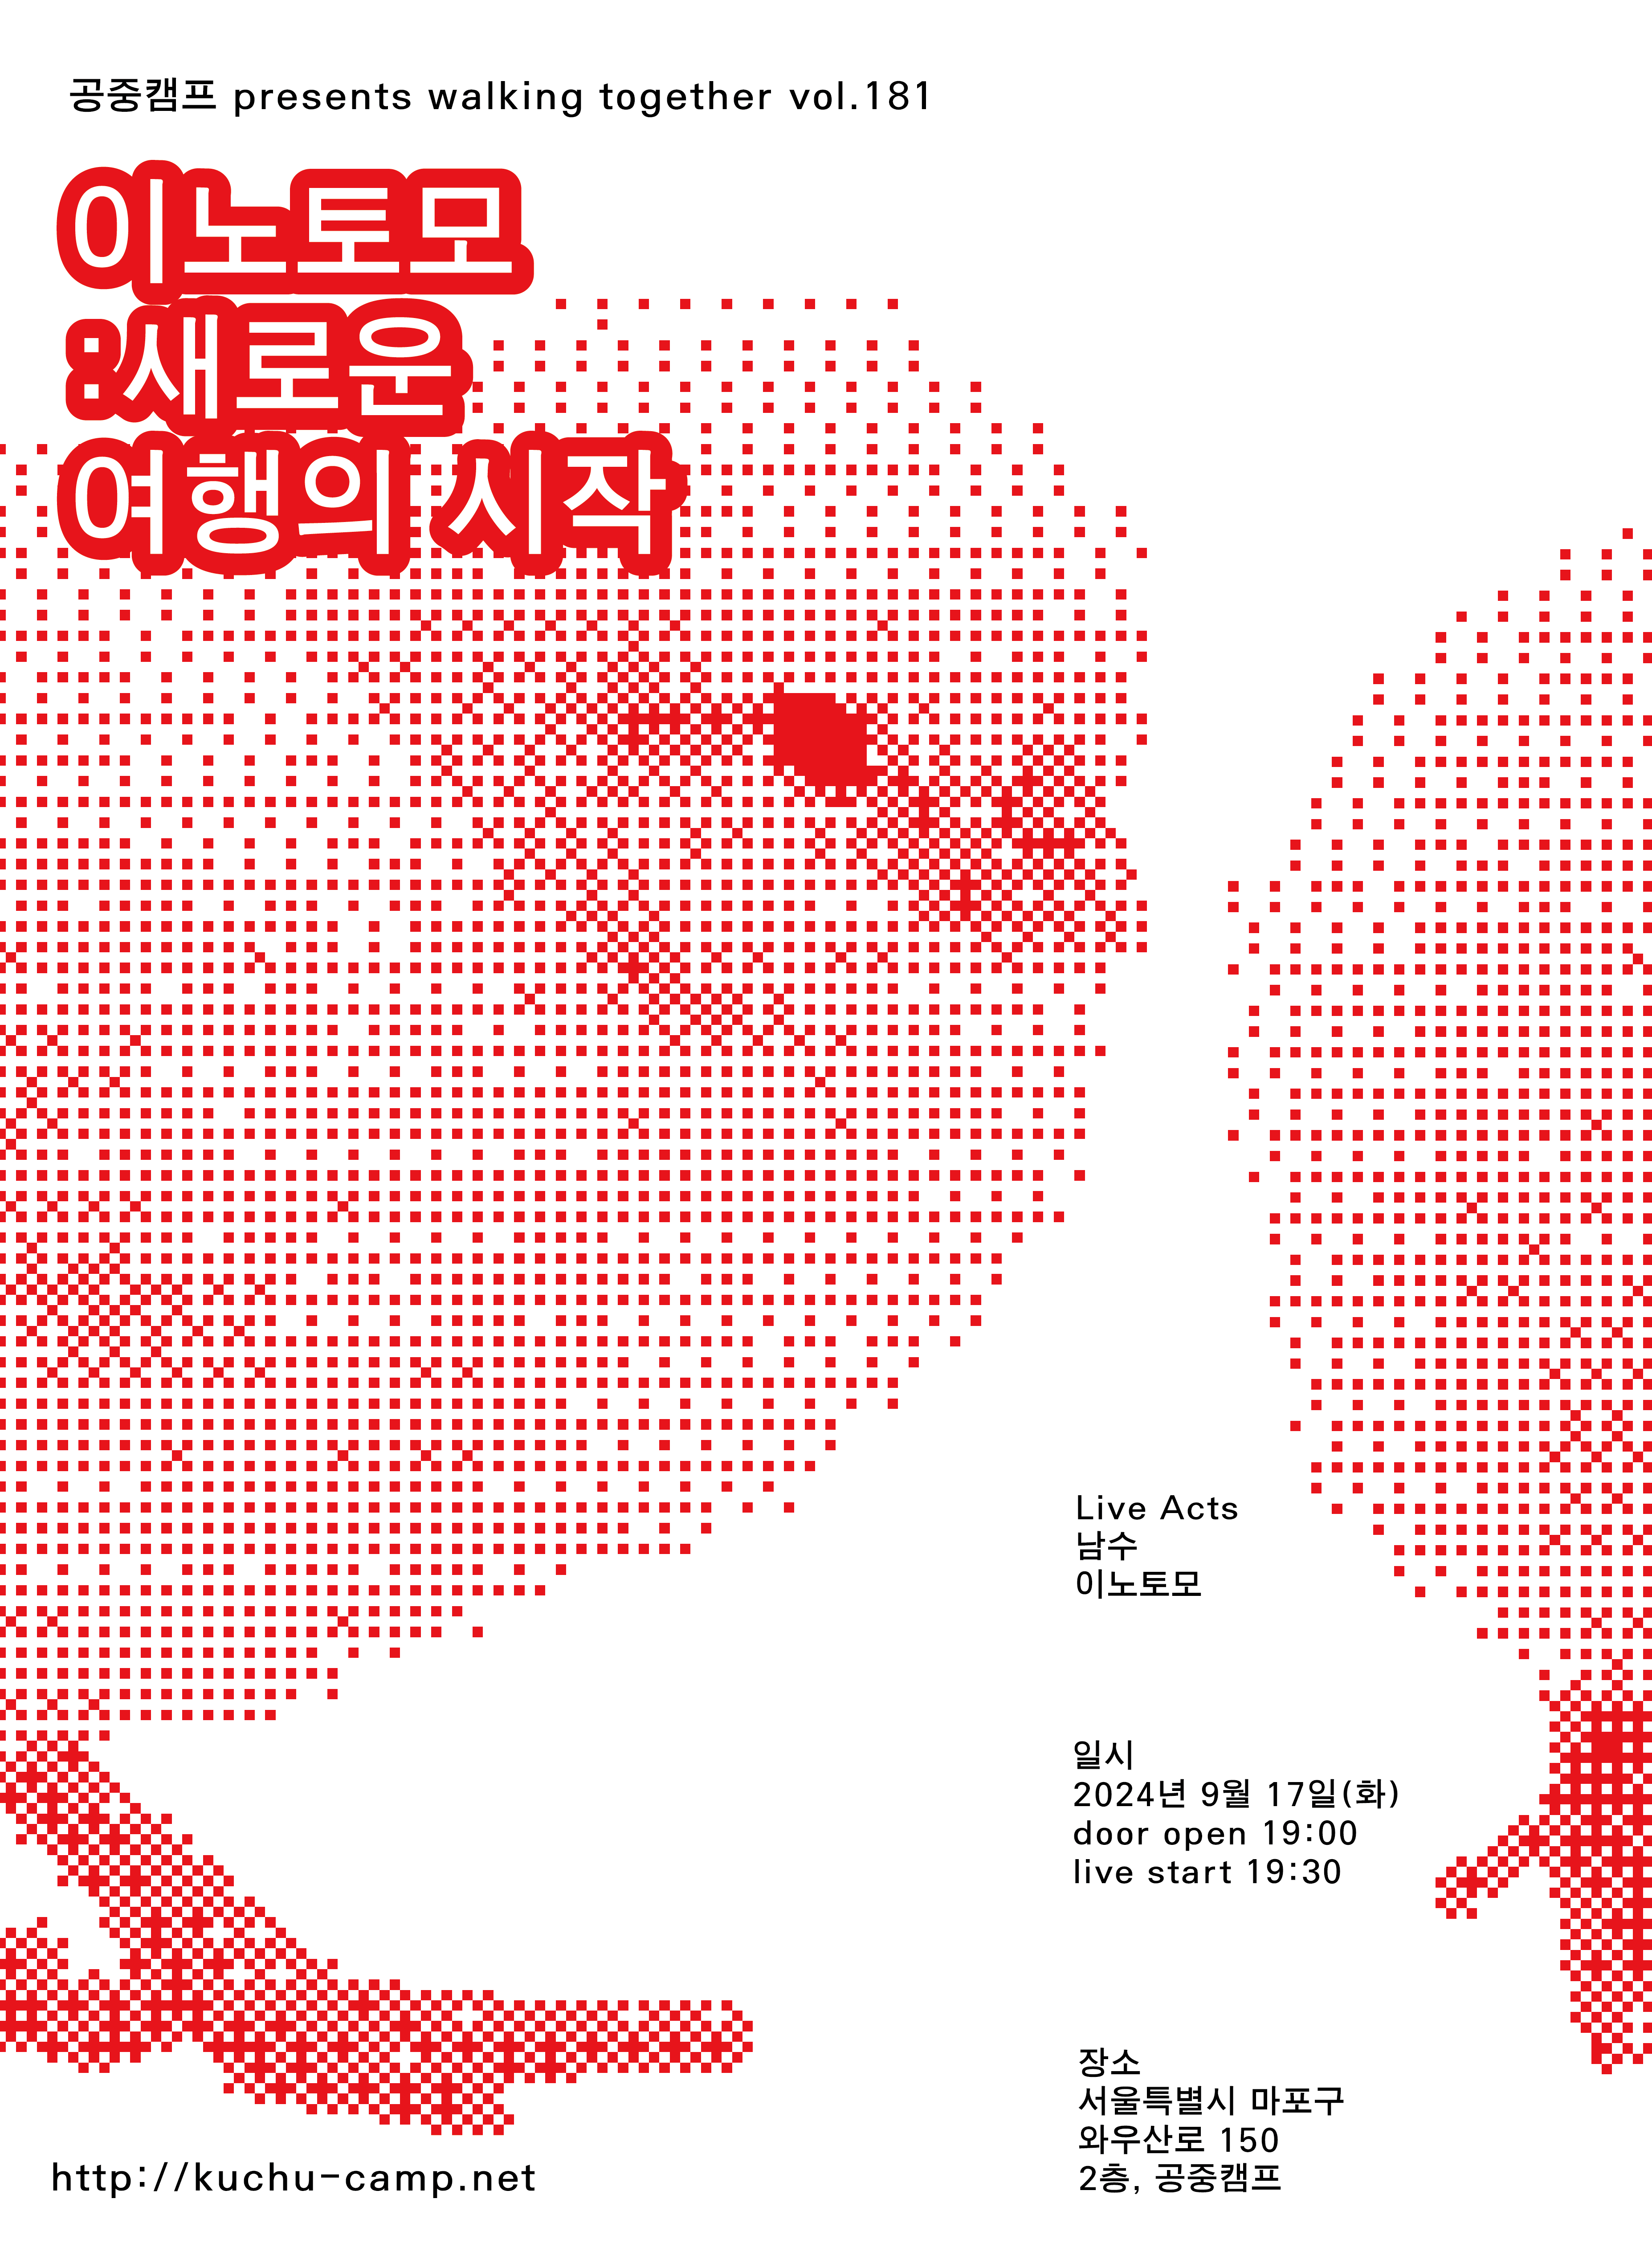 공중캠프 presents walking together vol.181
이노토모
:새로운
여행의 시작
Live Acts
남수
이노토모
일시
2024년 9월 17일(화)
door open 19:00
live start 19:30
장소
서울특별시 마포구
와우산로 150
2층, 공중캠프
http://kuchu-camp.net